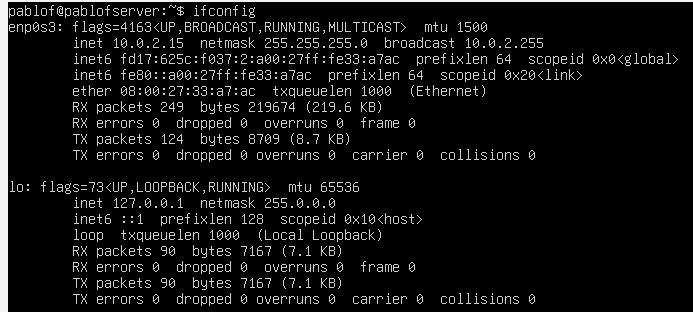 pablof@pablofserver:~$ ifconfig
enp0s3: flags=4163<UP,BROADCAST,RUNNING,MULTICAST>  mtu 1500
        inet 10.0.2.15  netmask 255.255.255.0  broadcast 10.0.2.255
        inet6 fd17:625c:f037:2:a00:27ff:fe33:a7ac  prefixlen 64  scopeid 0x0<global>
        inet6 fe80::a00:27ff:fe33:a7ac  prefixlen 64  scopeid 0x20<link>
        ether 08:00:27:33:a7:ac  txqueuelen 1000  (Ethernet)
        RX packets 249  bytes 219674 (219.6 KB)
        RX errors 0  dropped 0  overruns 0  frame 0
        TX packets 124  bytes 8709 (8.7 KB)
        TX errors 0  dropped 0 overruns 0  carrier 0  collisions 0

lo: flags=73<UP,LOOPBACK,RUNNING>  mtu 65536
        inet 127.0.0.1  netmask 255.0.0.0
        inet6 ::1  prefixlen 128  scopeid 0x10<host>
        loop  txqueuelen 1000  (Local Loopback)
        RX packets 90  bytes 7167 (7.1 KB)
        RX errors 0  dropped 0  overruns 0  frame 0
        TX packets 90  bytes 7167 (7.1 KB)
        TX errors 0  dropped 0 overruns 0  carrier 0  collisions 0